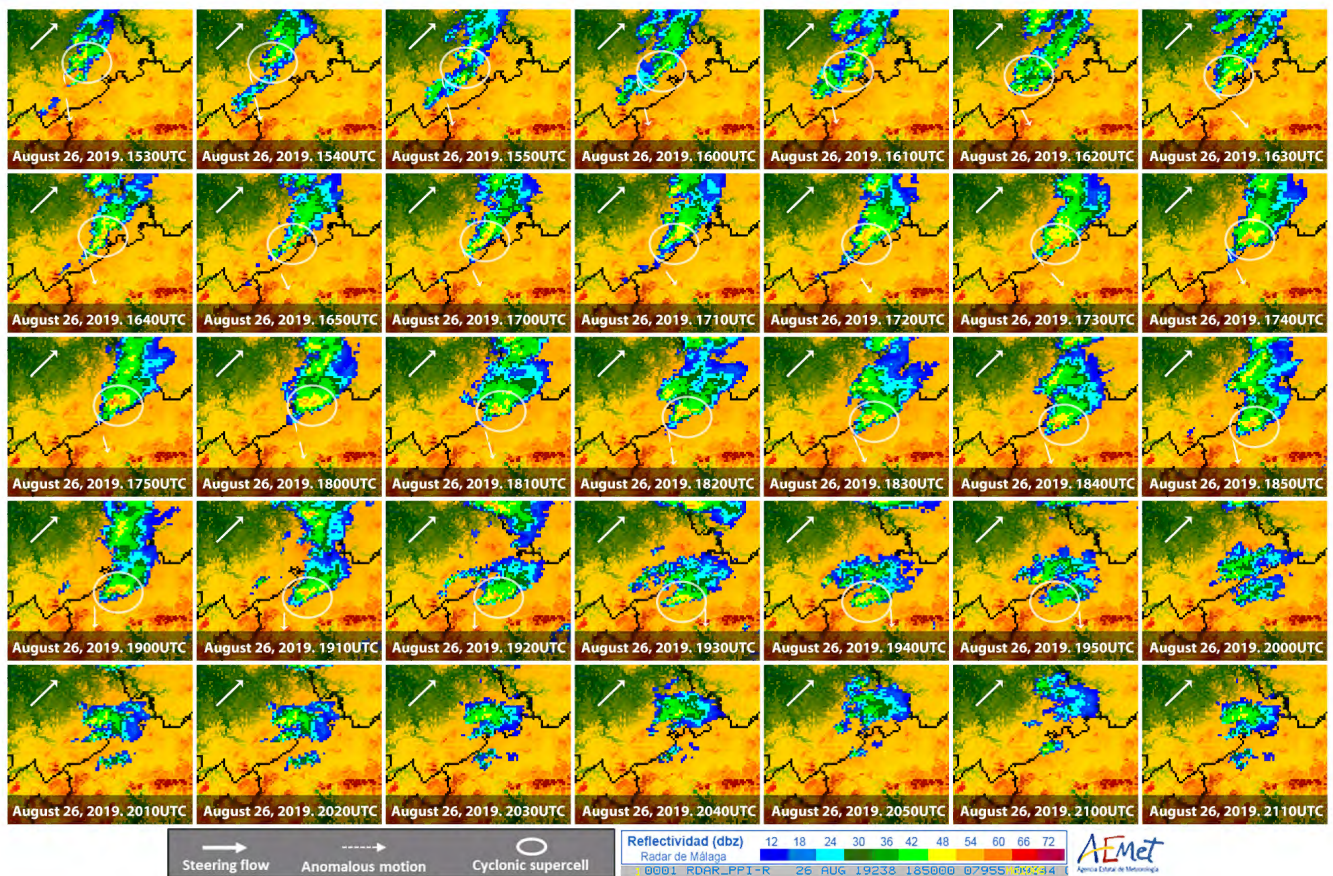 August 26, 2019. 1530UTC
August 26, 2019. 1540UTC
August 26, 2019. 1550UTC
August 26, 2019. 1600UTC
August 26, 2019. 1610UTC
August 26, 2019. 1620UTC
August 26, 2019. 1630UTC
August 26, 2019. 1640UTC
August 26, 2019. 1650UTC
August 26, 2019. 1700UTC
August 26, 2019. 1710UTC
August 26, 2019. 1720UTC
August 26, 2019. 1730UTC
August 26, 2019. 1740UTC
August 26, 2019. 1750UTC
August 26, 2019. 1800UTC
August 26, 2019. 1810UTC
August 26, 2019. 1820UTC
August 26, 2019. 1830UTC
August 26, 2019. 1840UTC
August 26, 2019. 1850UTC
August 26, 2019. 1900UTC
August 26, 2019. 1910UTC
August 26, 2019. 1920UTC
August 26, 2019. 1930UTC
August 26, 2019. 1940UTC
August 26, 2019. 1950UTC
August 26, 2019. 2000UTC
August 26, 2019. 2010UTC
August 26, 2019. 2020UTC
August 26, 2019. 2030UTC
August 26, 2019. 2040UTC
August 26, 2019. 2050UTC
August 26, 2019. 2100UTC
August 26, 2019. 2110UTC
Steering flow
Anomalous motion
Cyclonic supercell
Reflectividad (dbz) 12 18 24 30 36 42 48 54 60 66 72
Radar de Málaga
0001 RDAR_PPI-R 26 AUG 19238 185000 07955
AEmet
Agencia Estatal de Meteorología